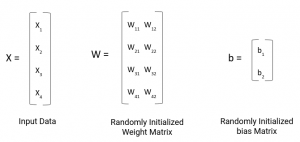 X = X1 X2 X3 X4
W = W11 W12
W21 W22
W31 W32
W41 W42
b = b1 b2
Input Data
Randomly Initialized
Weight Matrix
Randomly Initialized
bias Matrix